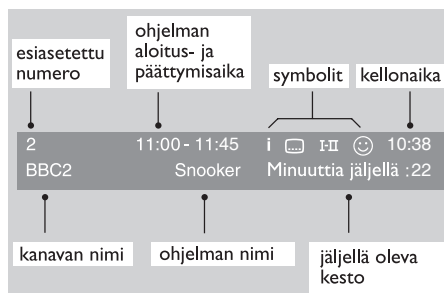 esiasetettu
numero
ohjelman
aloitus- ja
päättymisaika
symbolit
kellonaika
2 11:00 - 11:45 i I-II 10:38
BBC2 Snooker Minuuttia jäljellä :22
kanavan nimi
ohjelman nimi
jäljellä oleva
kesto